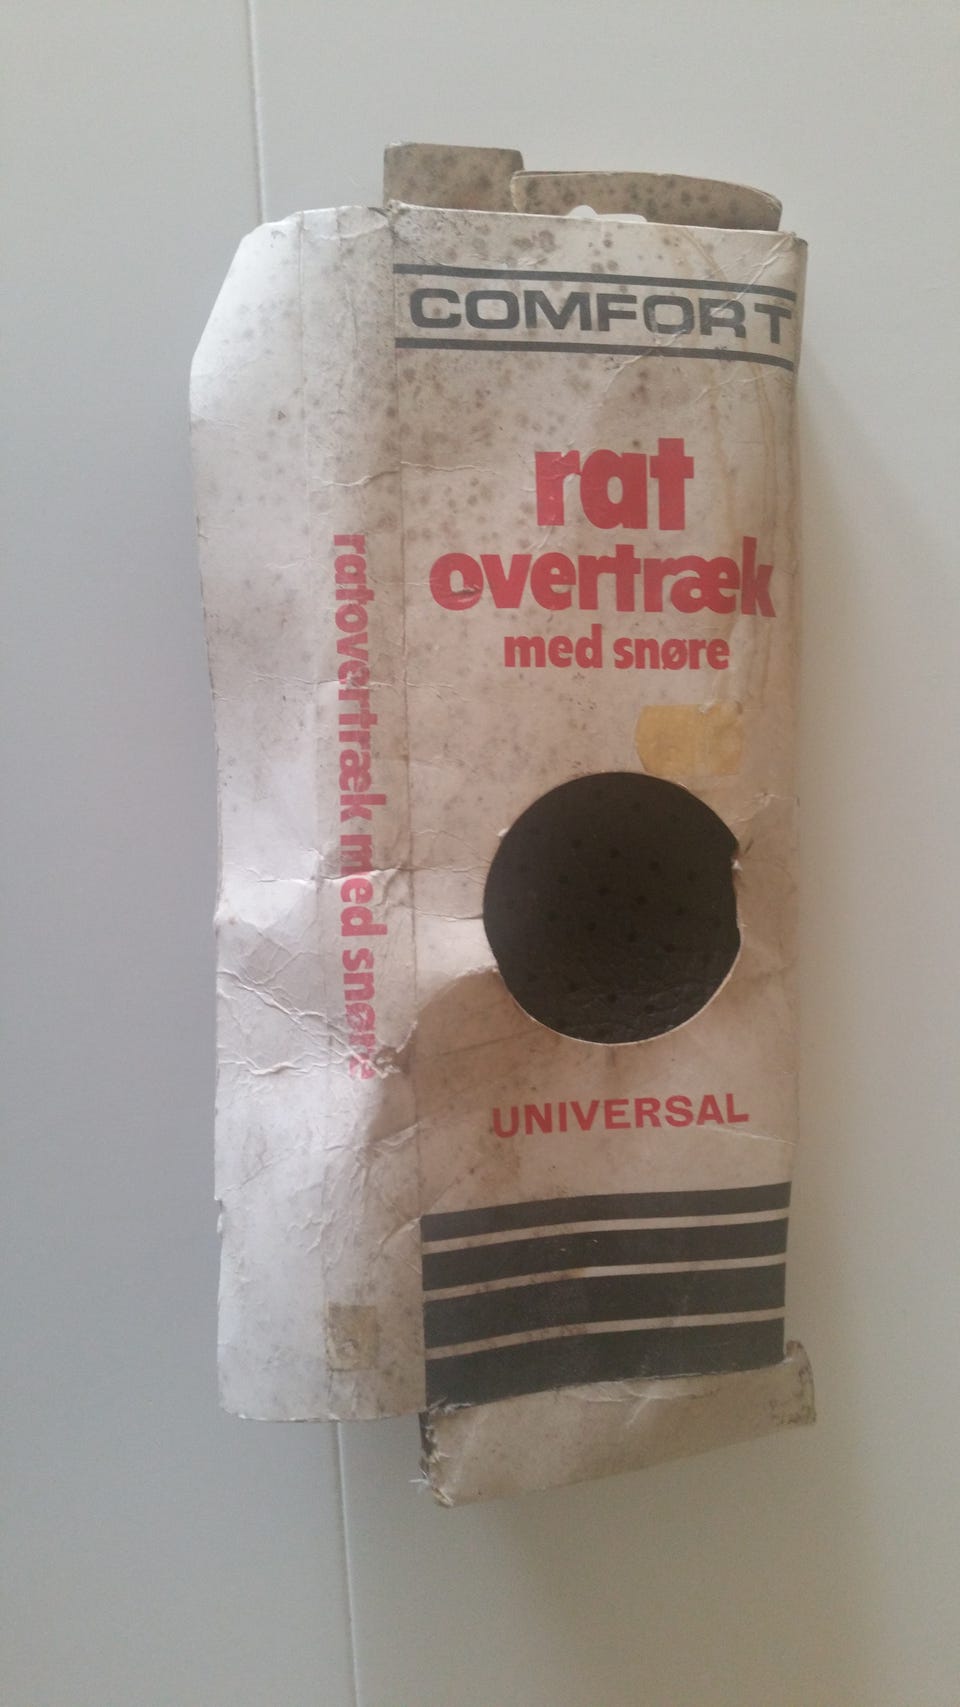 COMFORT
rat
overtræk
med snøre
UNIVERSAL
ratovertræk med snøre